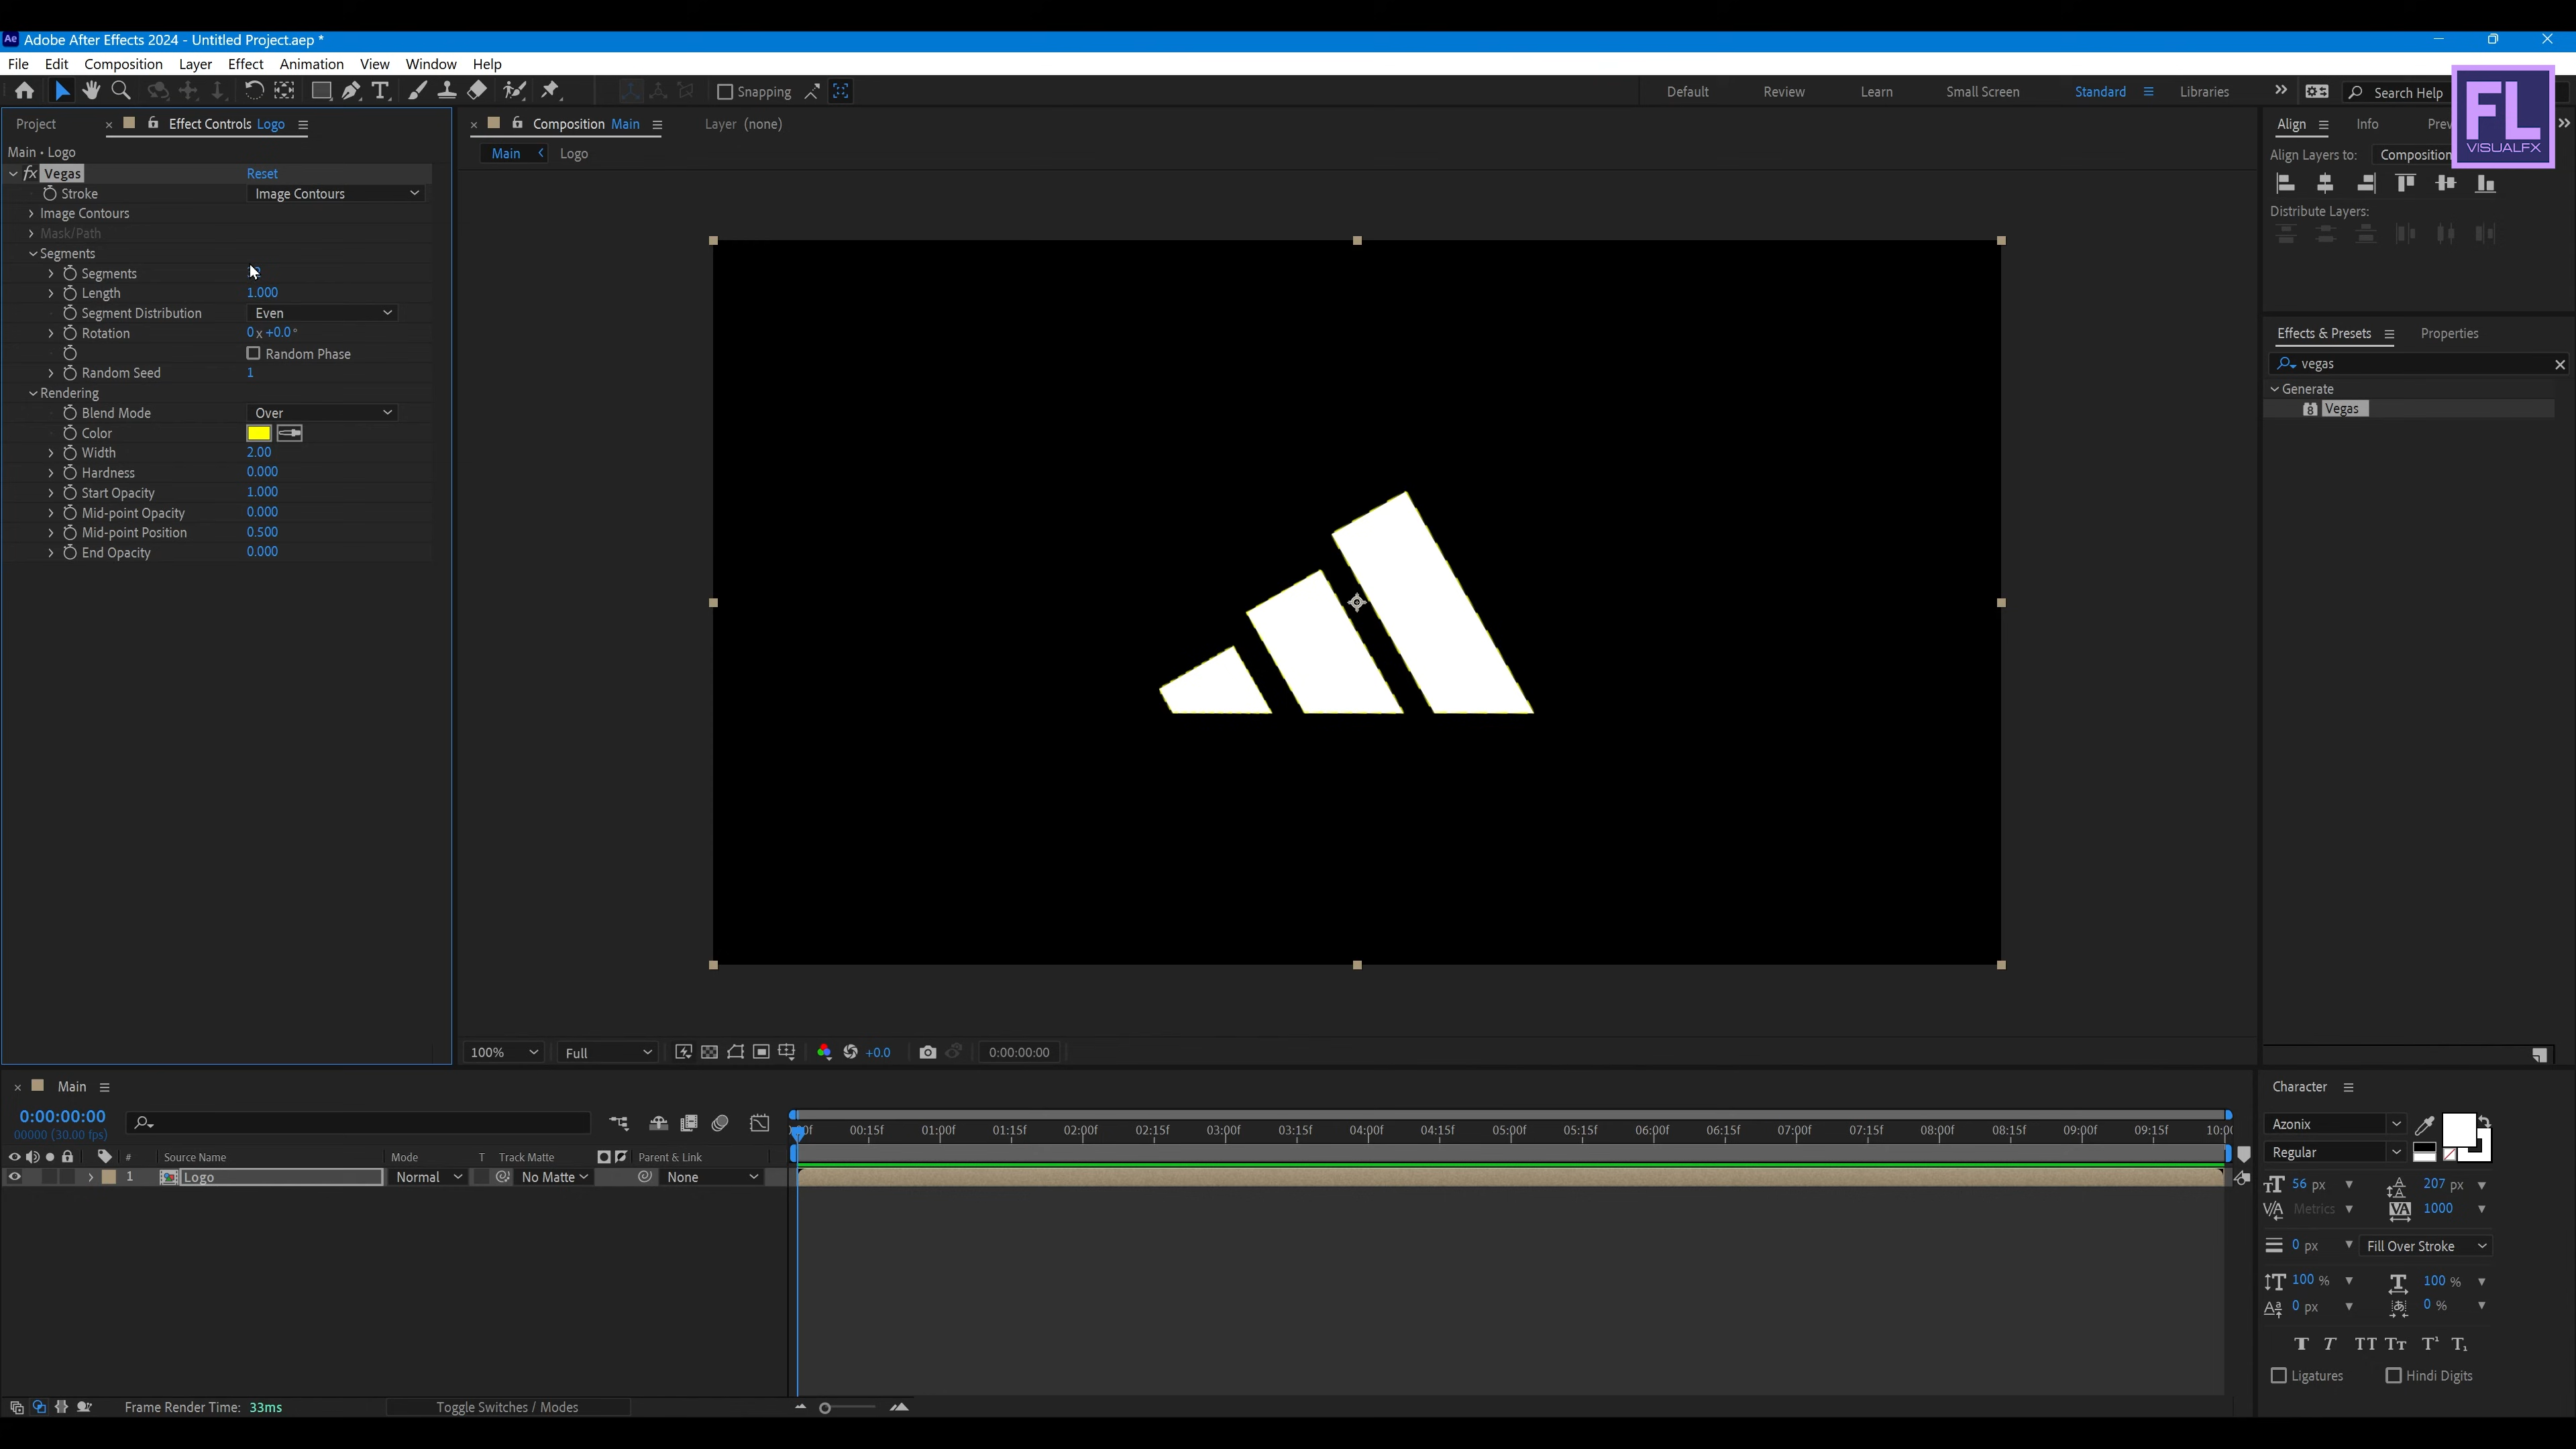 Ae Adobe After Effects 2024 - Untitled Project.aep *
File Edit Composition Layer Effect Animation View Window Help
Snapping Default Review Learn Small Screen Standard Libraries Search Help
FL
VISUALFX
Project Effect Controls Logo
Composition Main Layer (none)
Align Info
Main • Logo
Main Logo
Align Layers to: Composition
fx Vegas Reset
Stroke Image Contours
Image Contours
Mask/Path
Segments
Segments
Length 1.000
Segment Distribution Even
Rotation 0 x +0.0 °
Random Phase
Random Seed 1
Rendering
Blend Mode Over
Color
Width 2.00
Hardness 0.000
Start Opacity 1.000
Mid-point Opacity 0.000
Mid-point Position 0.500
End Opacity 0.000
Distribute Layers:
Effects & Presets Properties
vegas
Generate
8 Vegas
100% Full +0.0 0:00:00:00
Main
0:00:00:00
00000 (30.00 fps)
00:15f 01:00f 01:15f 02:00f 02:15f 03:00f 03:15f 04:00f 04:15f 05:00f 05:15f 06:00f 06:15f 07:00f 07:15f 08:00f 08:15f 09:00f 09:15f
# Source Name Mode T Track Matte Parent & Link
1 Logo Normal No Matte None
Frame Render Time: 33ms Toggle Switches / Modes
Character
Azonix
Regular
56 px 207 px
Metrics 1000
0 px Fill Over Stroke
100 % 100 %
0 px 0 %
T T TT Tт T¹ T₁
Ligatures Hindi Digits